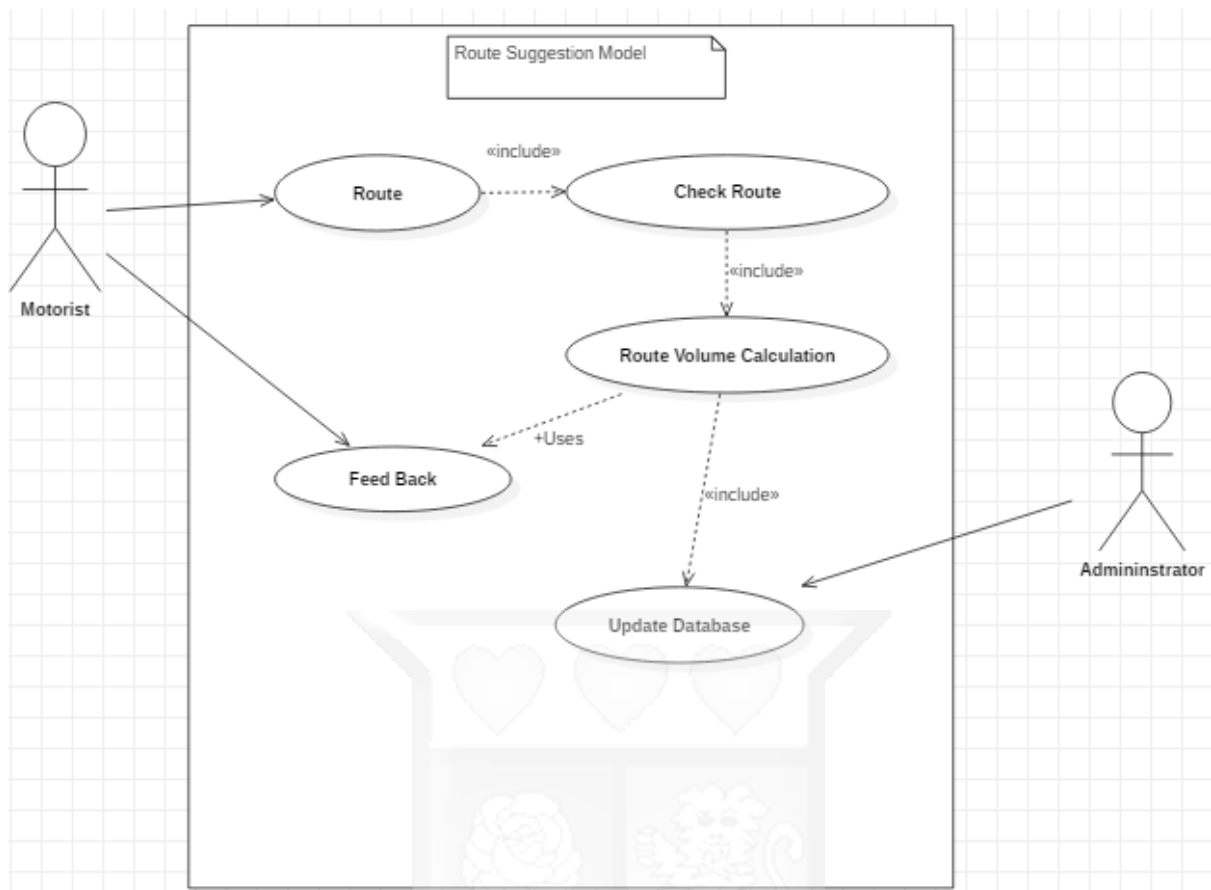 Route Suggestion Model
«include»
Route
Check Route
«include»
Motorist
Route Volume Calculation
+Uses
Feed Back
«include»
Admininstrator
Update Database